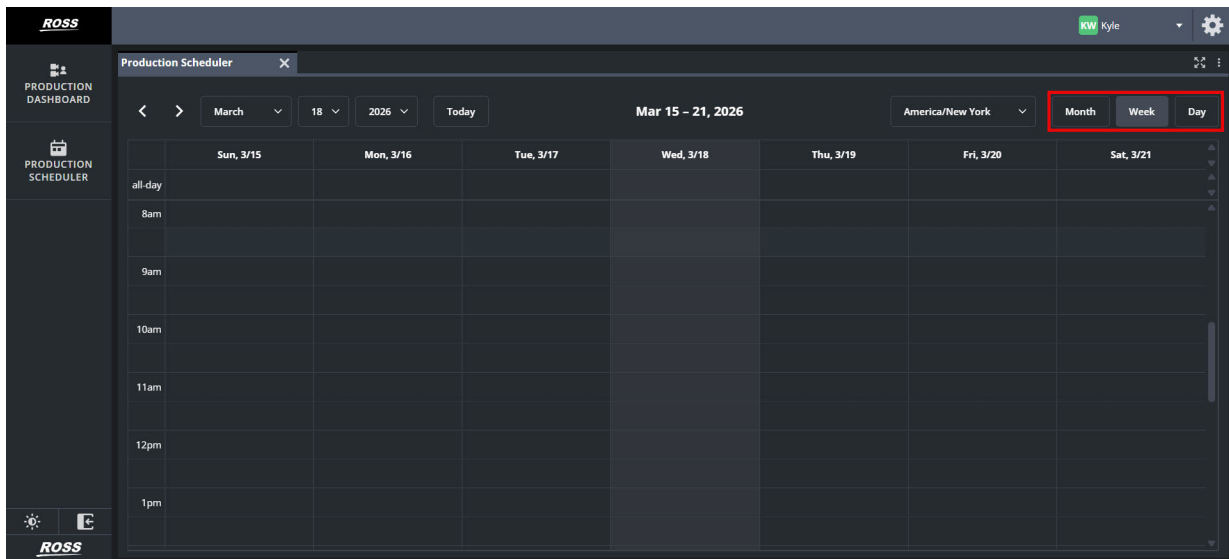 ROSS
KW Kyle
PRODUCTION
DASHBOARD
PRODUCTION
SCHEDULER
Production Scheduler
March 18 2026 Today Mar 15 – 21, 2026 America/New York Month Week Day
Sun, 3/15 Mon, 3/16 Tue, 3/17 Wed, 3/18 Thu, 3/19 Fri, 3/20 Sat, 3/21
all-day
8am
9am
10am
11am
12pm
1pm
ROSS